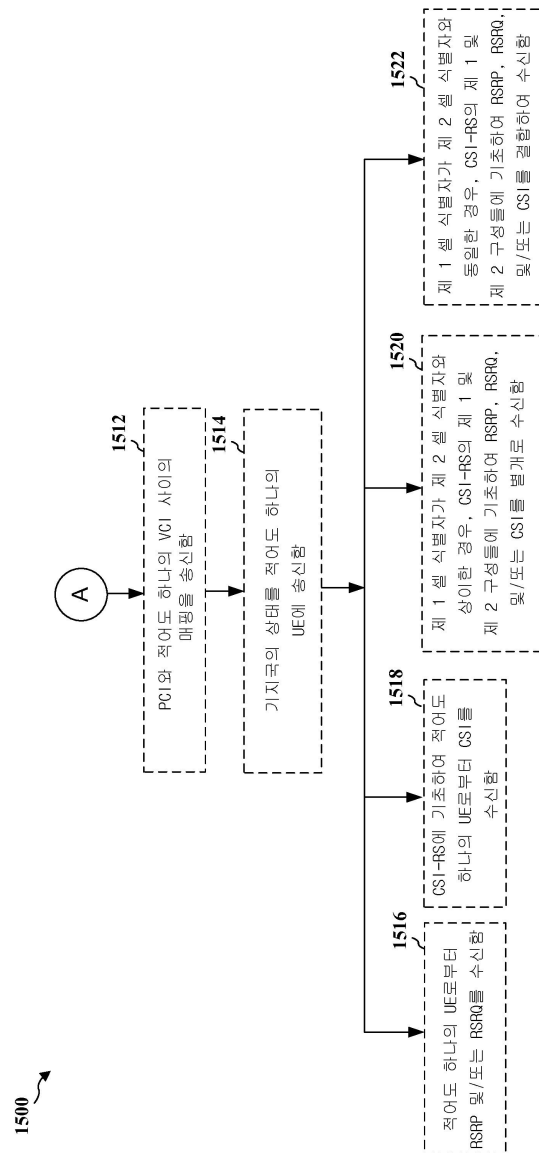 1500
A
1512
PCI와 적어도 하나의 VCI 사이의
매핑을 송신함
1514
기지국의 상태를 적어도 하나의
UE에 송신함
1516
적어도 하나의 UE로부터
RSRP 및/또는 RSRQ를 수신함
1518
CSI-RS에 기초하여 적어도
하나의 UE로부터 CSI를
수신함
1520
제 1 셀 식별자가 제 2 셀 식별자와
상이한 경우, CSI-RS의 제 1 및
제 2 구성들에 기초하여 RSRP, RSRQ,
및/또는 CSI를 별개로 수신함
1522
제 1 셀 식별자가 제 2 셀 식별자와
동일한 경우, CSI-RS의 제 1 및
제 2 구성들에 기초하여 RSRP, RSRQ,
및/또는 CSI를 결합하여 수신함